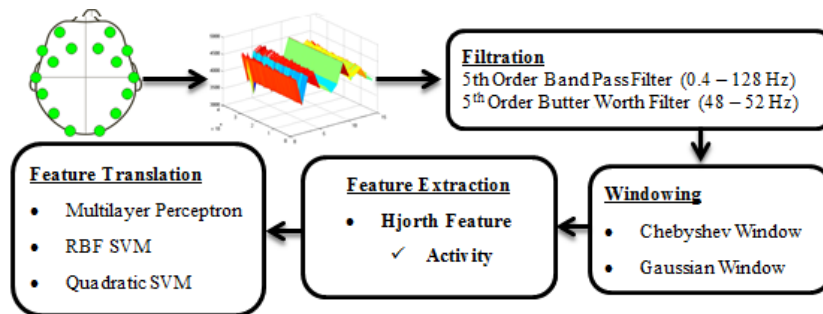 Filtration
5th Order Band Pass Filter (0.4 – 128 Hz)
5th Order Butter Worth Filter (48 – 52 Hz)
Windowing
• Chebyshev Window
• Gaussian Window
Feature Extraction
• Hjorth Feature
✓ Activity
Feature Translation
• Multilayer Perceptron
• RBF SVM
• Quadratic SVM